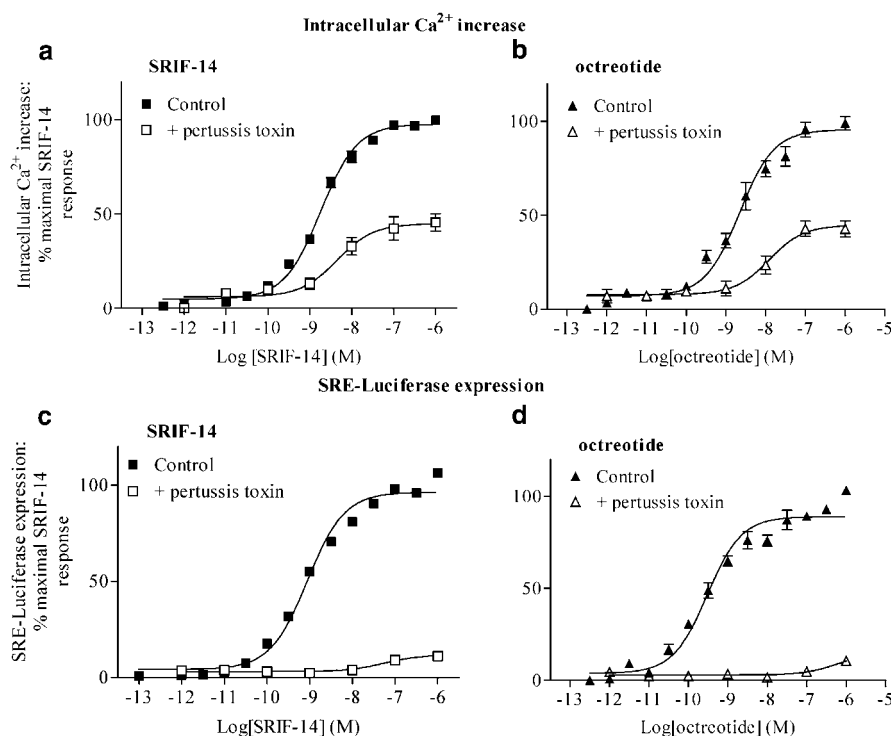 Intracellular Ca2+ increase
a
SRIF-14
Control
+ pertussis toxin
Intracellular Ca2+ increase:
% maximal SRIF-14
response
100
50
0
-13 -12 -11 -10 -9 -8 -7 -6
Log [SRIF-14] (M)
b
octreotide
Control
+ pertussis toxin
100
50
0
-13 -12 -11 -10 -9 -8 -7 -6 -5
Log[octreotide] (M)
SRE-Luciferase expression
c
SRIF-14
Control
+ pertussis toxin
SRE-Luciferase expression:
% maximal SRIF-14
response
100
50
0
-13 -12 -11 -10 -9 -8 -7 -6
Log[SRIF-14] (M)
d
octreotide
Control
+ pertussis toxin
100
50
0
-13 -12 -11 -10 -9 -8 -7 -6 -5
Log[octreotide] (M)